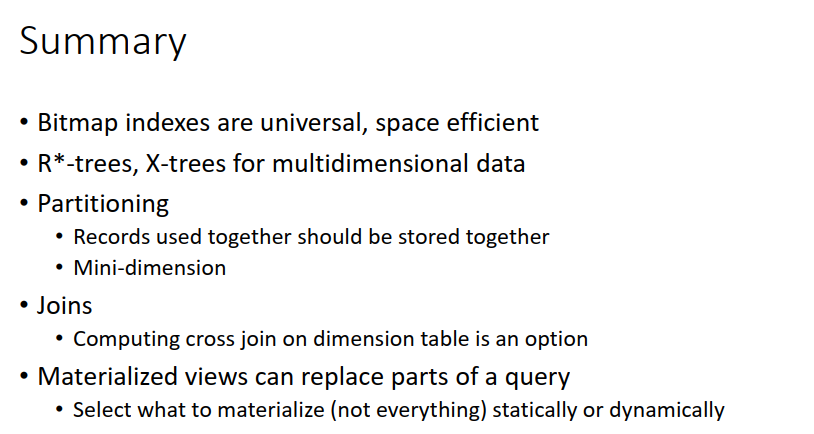 Summary
• Bitmap indexes are universal, space efficient
• R*-trees, X-trees for multidimensional data
• Partitioning
• Records used together should be stored together
• Mini-dimension
• Joins
• Computing cross join on dimension table is an option
• Materialized views can replace parts of a query
• Select what to materialize (not everything) statically or dynamically